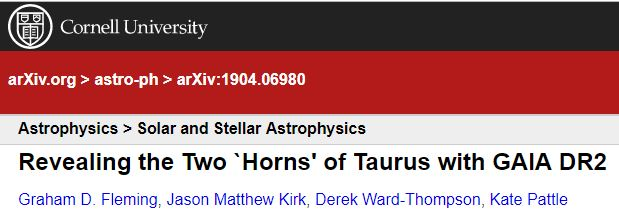 Cornell University
arXiv.org > astro-ph > arXiv:1904.06980
Astrophysics > Solar and Stellar Astrophysics
Revealing the Two `Horns' of Taurus with GAIA DR2
Graham D. Fleming, Jason Matthew Kirk, Derek Ward-Thompson, Kate Pattle